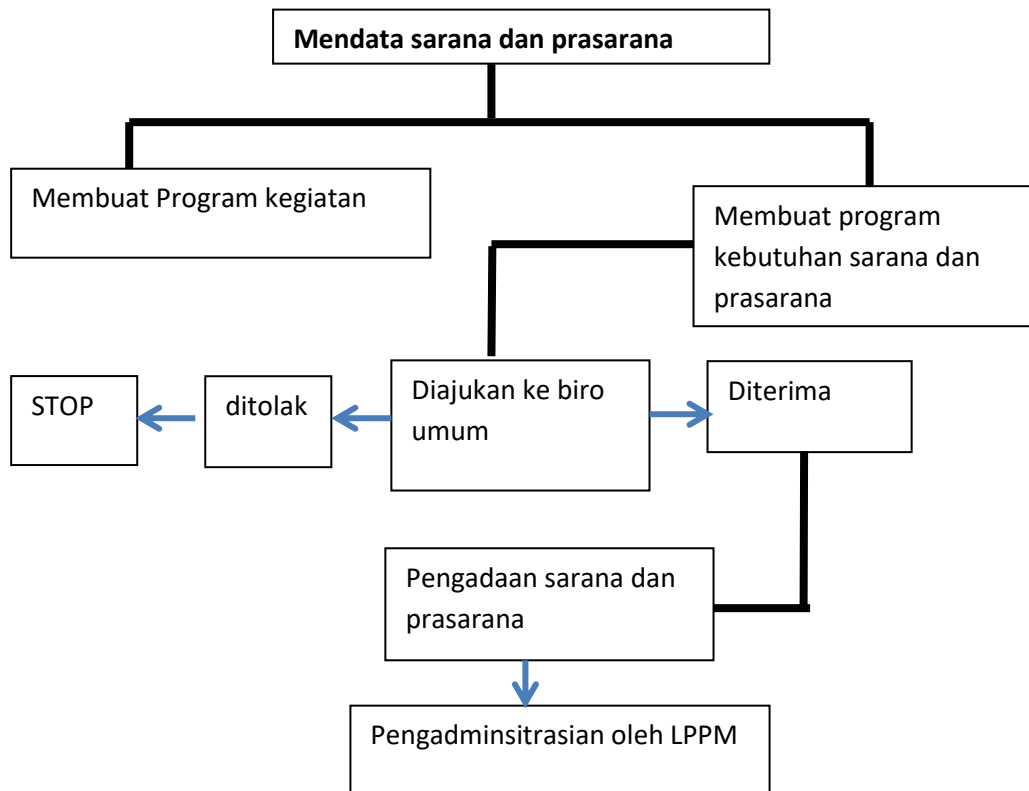 Mendata sarana dan prasarana
Membuat Program kegiatan
Membuat program
kebutuhan sarana dan
prasarana
STOP
ditolak
Diajukan ke biro
umum
Diterima
Pengadaan sarana dan
prasarana
Pengadminsitrasian oleh LPPM